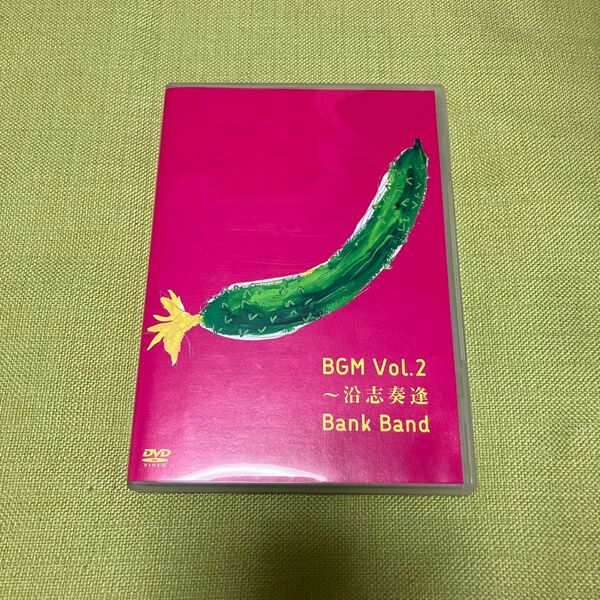 BGM Vol.2
～沿志奏逢
Bank Band
DVD
VIDEO